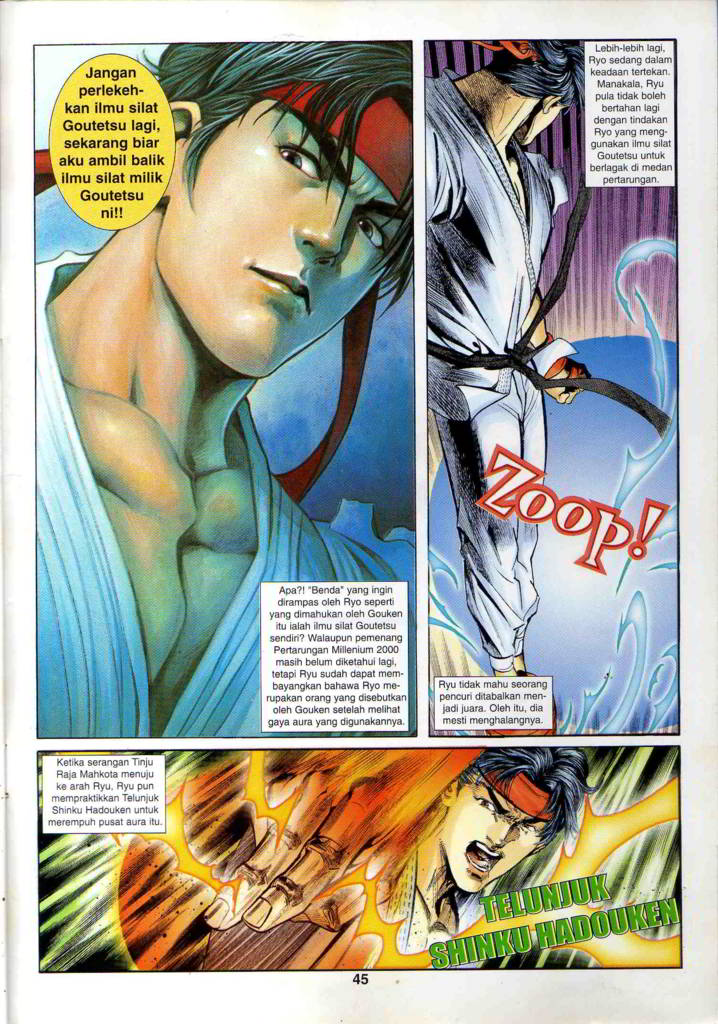 Jangan
perlekeh-
kan ilmu silat
Goutetsu lagi,
sekarang biar
aku ambil balik
ilmu silat milik
Goutetsu
ni!!
Apa?! "Benda" yang ingin
dirampas oleh Ryo seperti
yang dimahukan oleh Gouken
itu ialah ilmu silat Goutetsu
sendiri? Walaupun pemenang
Pertarungan Millenium 2000
masih belum diketahui lagi,
tetapi Ryu sudah dapat mem-
bayangkan bahawa Ryo me-
rupakan orang yang disebutkan
oleh Gouken setelah melihat
gaya aura yang digunakannya.
Lebih-lebih lagi,
Ryo sedang dalam
keadaan tertekan.
Manakala, Ryu
pula tidak boleh
bertahan lagi
dengan tindakan
Ryo yang meng-
gunakan ilmu silat
Goutetsu untuk
berlagak di medan
pertarungan.
Zoop!
Ryu tidak mahu seorang
pencuri ditabalkan men-
jadi juara. Oleh itu, dia
mesti menghalangnya.
Ketika serangan Tinju
Raja Mahkota menuju
ke arah Ryu, Ryu pun
mempraktikkan Telunjuk
Shinku Hadouken untuk
merempuh pusat aura itu.
TELUNJUK
SHINKU HADOUKEN
45